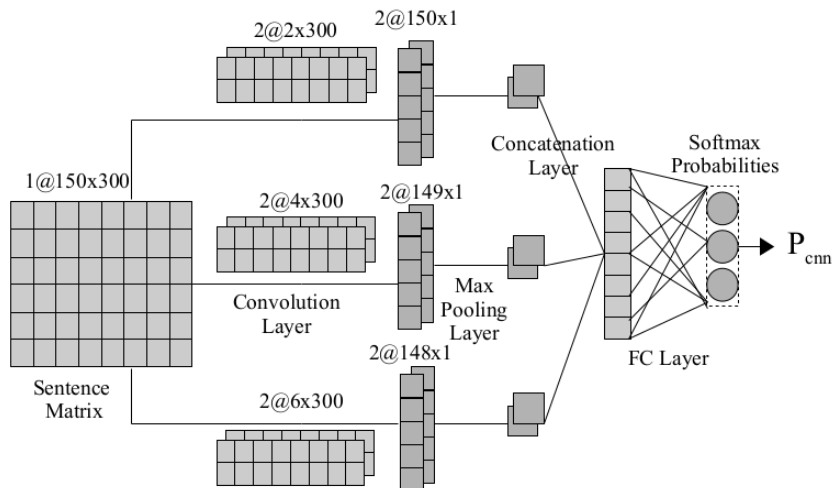 2@2x300
2@150x1
Concatenation
Layer
Softmax
Probabilities
1@150x300
2@4x300
2@149x1
P_cnn
Convolution
Layer
Max
Pooling
Layer
FC Layer
Sentence
Matrix
2@6x300
2@148x1